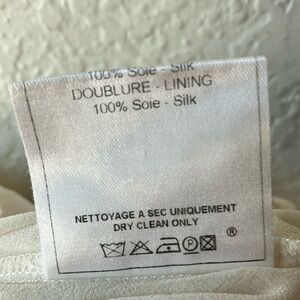 100% Soie - Silk
DOUBLURE - LINING
100% Soie - Silk
NETTOYAGE A SEC UNIQUEMENT
DRY CLEAN ONLY
®